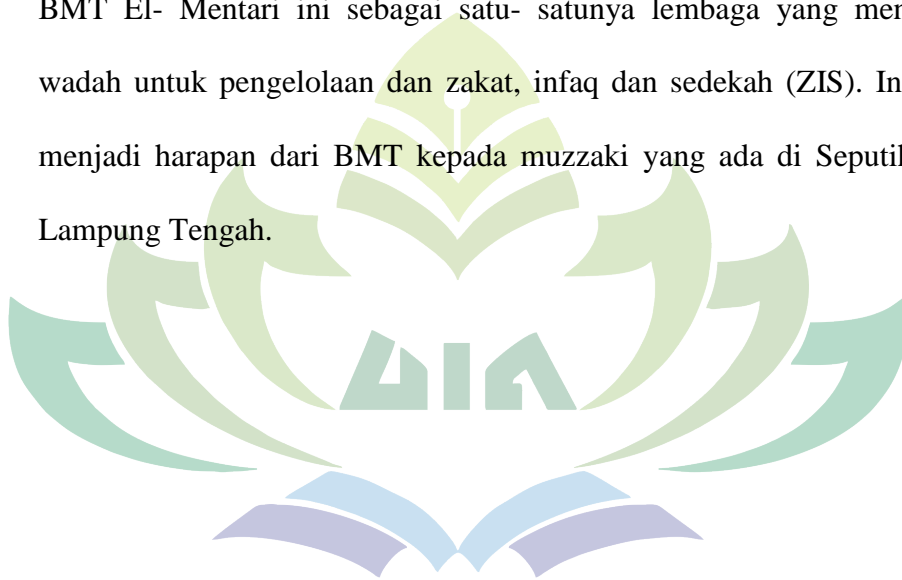 BMT El- Mentari ini sebagai satu- satunya lembaga yang
wadah untuk pengelolaan dan zakat, infaq dan sedekah (ZIS).
menjadi harapan dari BMT kepada muzzaki yang ada di
Lampung Tengah.
UIN